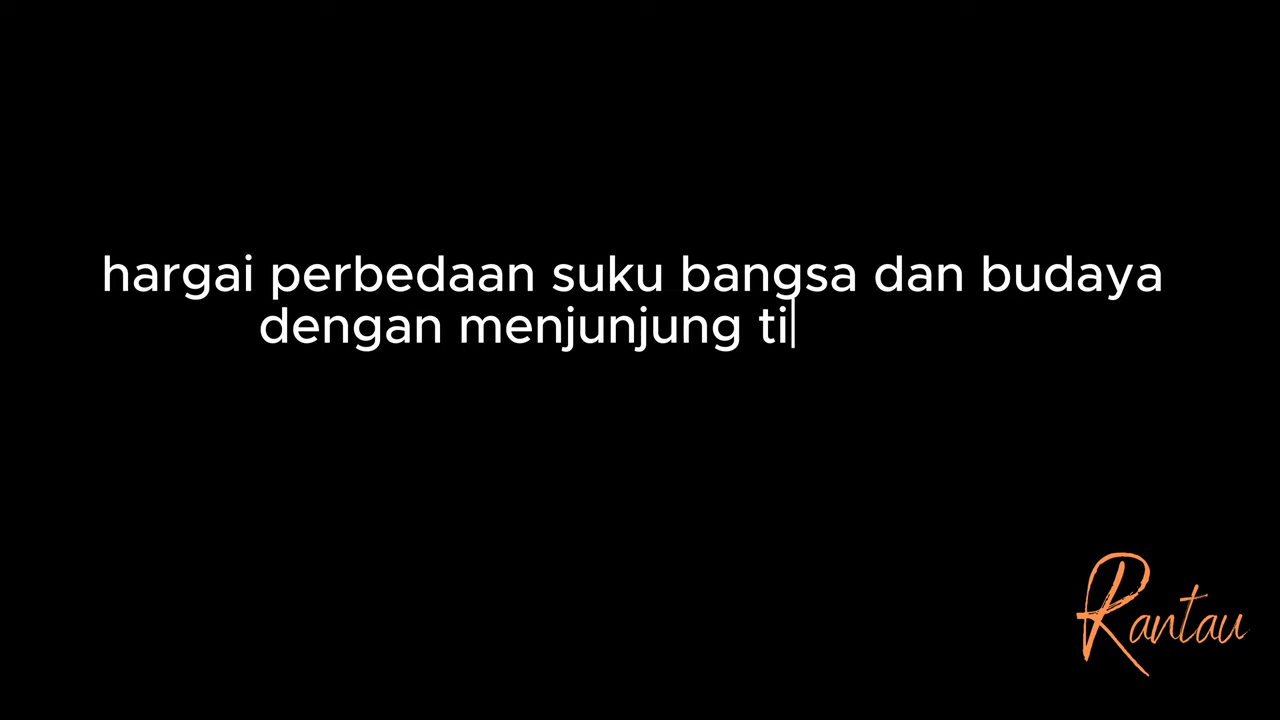 hargai perbedaan suku bangsa dan budaya
dengan menjunjung ti
Rantau